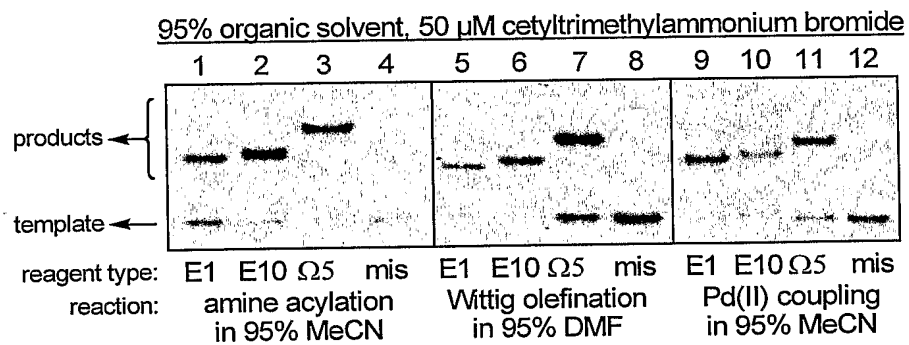 95% organic solvent, 50 µM cetyltrimethylammonium bromide
1 2 3 4 5 6 7 8 9 10 11 12
products
template
reagent type: E1 E10 Ω5 mis E1 E10 Ω5 mis E1 E10 Ω5 mis
reaction: amine acylation Wittig olefination Pd(II) coupling
in 95% MeCN in 95% DMF in 95% MeCN